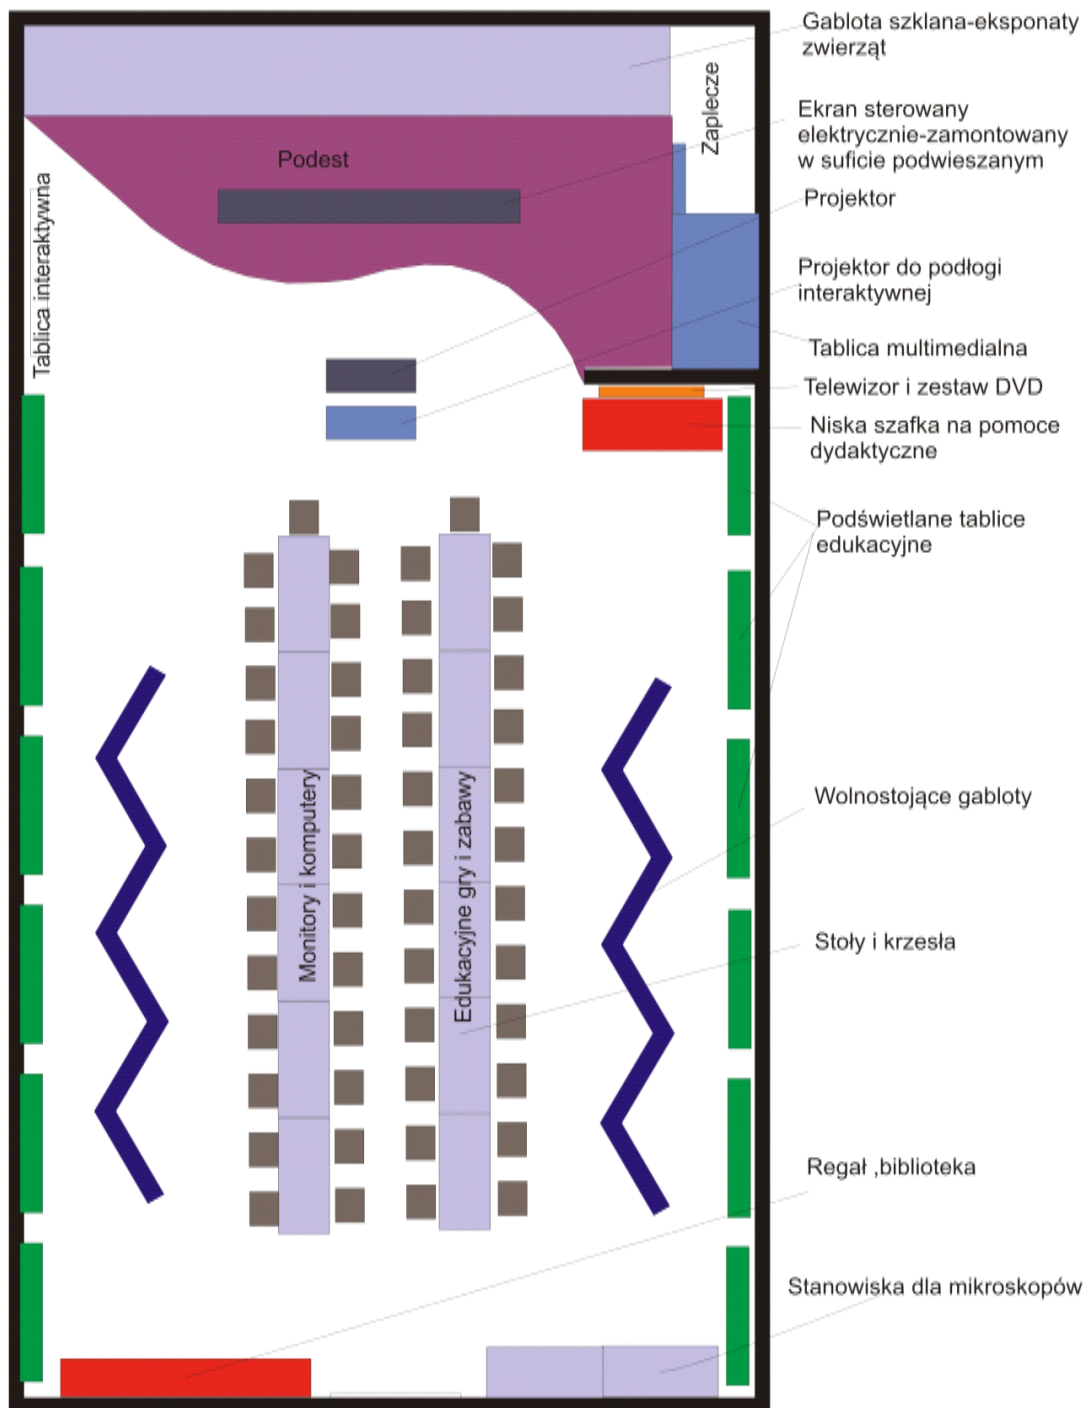 Gablota szklana-eksponaty
zwierząt
Zaplecze
Ekran sterowany
elektrycznie-zamontowany
w suficie podwieszanym
Podest
Tablica interaktywna
Projektor
Projektor do podłogi
interaktywnej
Tablica multimedialna
Telewizor i zestaw DVD
Niska szafka na pomoce
dydaktyczne
Podświetlane tablice
edukacyjne
Monitory i komputery
Edukacyjne gry i zabawy
Wolnostojące gabloty
Stoły i krzesła
Regał ,biblioteka
Stanowiska dla mikroskopów